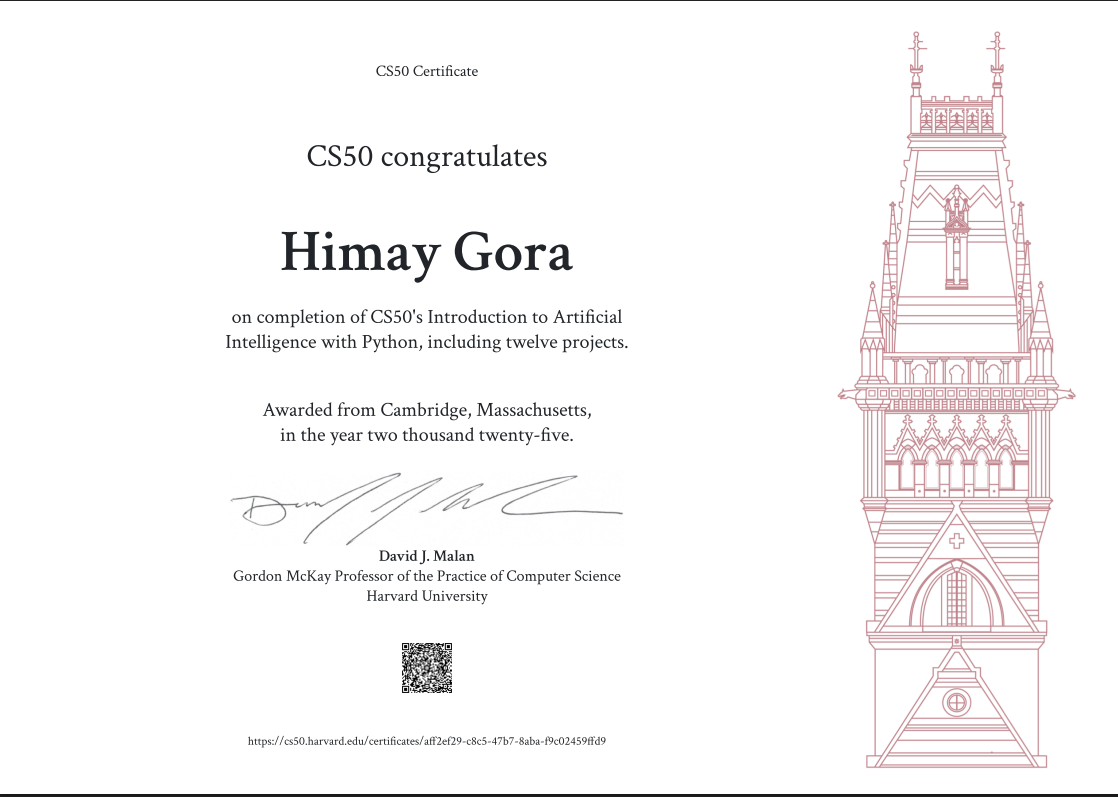 CS50 Certificate
CS50 congratulates
Himay Gora
on completion of CS50's Introduction to Artificial
Intelligence with Python, including twelve projects.
Awarded from Cambridge, Massachusetts,
in the year two thousand twenty-five.
David J. Malan
Gordon McKay Professor of the Practice of Computer Science
Harvard University
https://cs50.harvard.edu/certificates/aff2ef29-c8c5-47b7-8aba-f9c02459ffd9